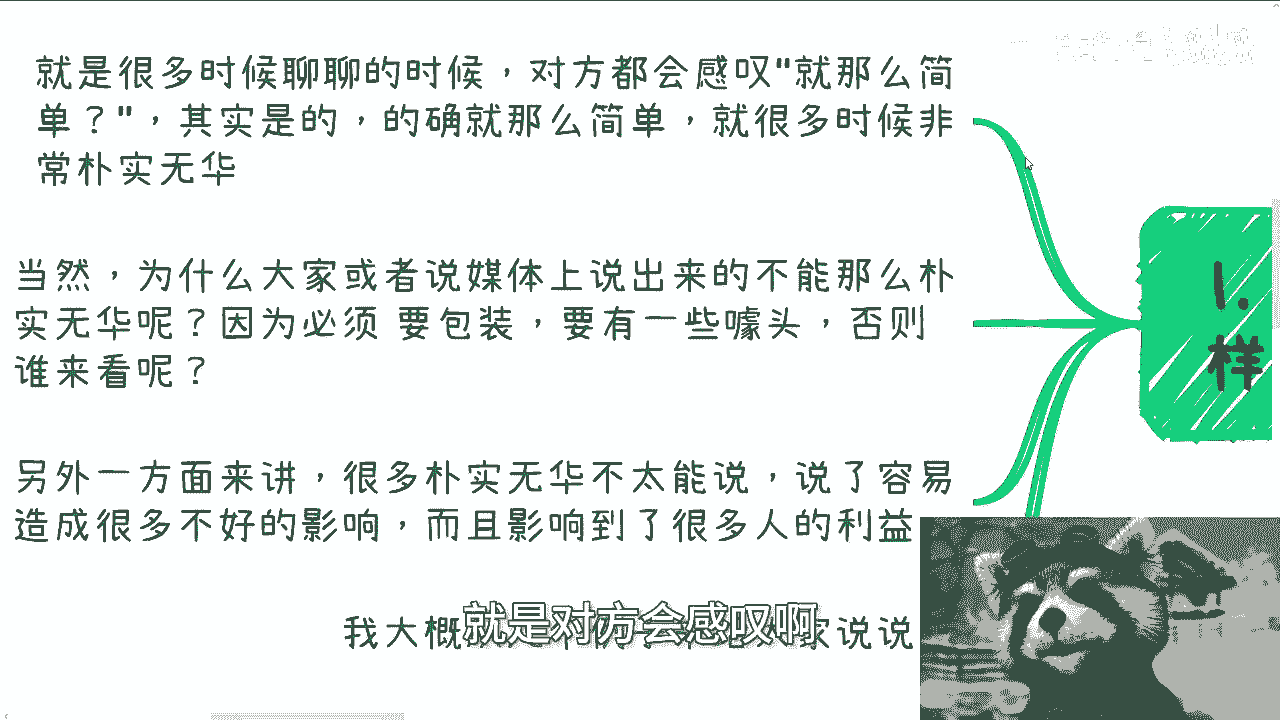 就是很多时候聊聊的时候，对方都会感叹"就那么简
单？"，其实是的，的确就那么简单，就很多时候非
常朴实无华
当然，为什么大家或者说媒体上说出来的不能那么朴
实无华呢？因为必须 要包装，要有一些噱头，否则
谁来看呢？
1.
样
另外一方面来讲，很多朴实无华不太能说，说了容易
造成很多不好的影响，而且影响到了很多人的利益
我大概
家说说
就是对方会感叹啊